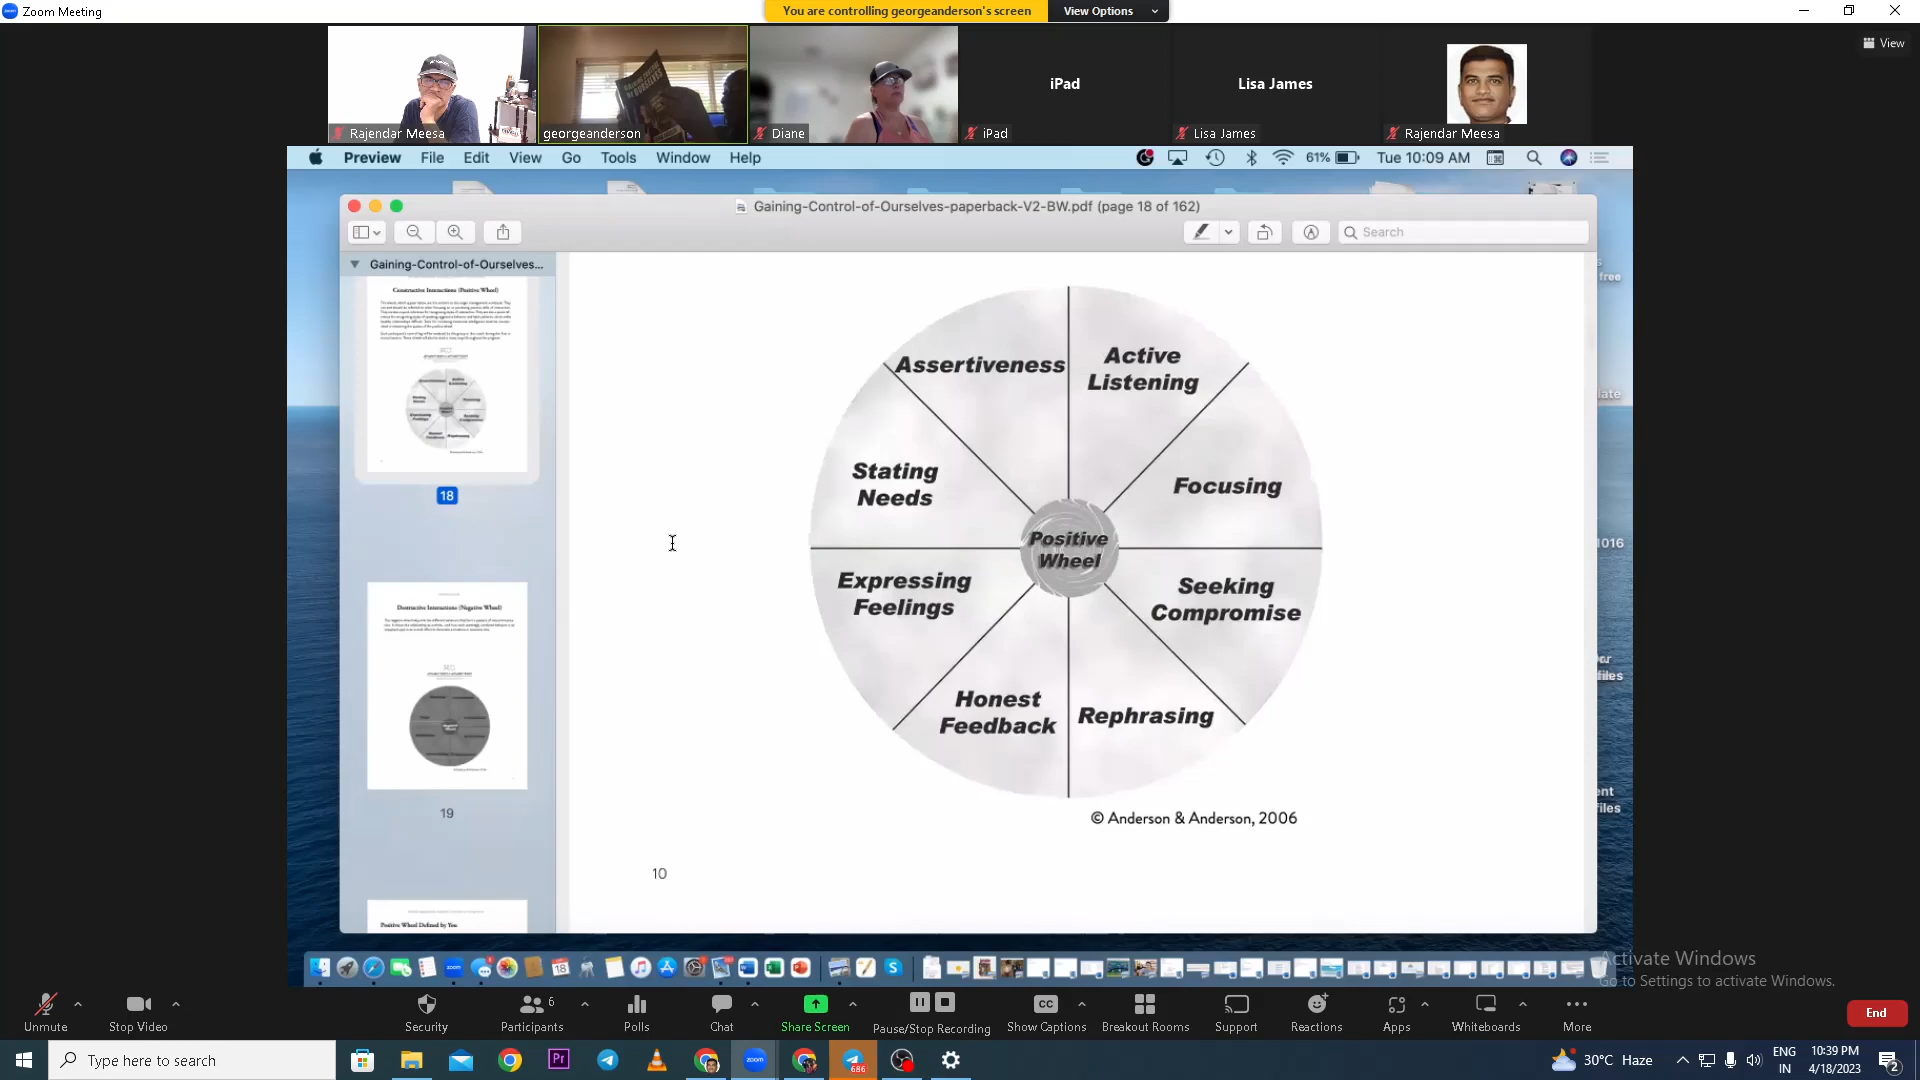 Zoom Meeting
You are controlling georgeanderson's screen
View Options
View
Rajendar Meesa
georgeanderson
Diane
iPad
iPad
Lisa James
Lisa James
Rajendar Meesa
Preview File Edit View Go Tools Window Help
61%
Tue 10:09 AM
Gaining-Control-of-Ourselves-paperback-V2-BW.pdf (page 18 of 162)
Search
Gaining-Control-of-Ourselves...
Constructive Interactions (Positive Wheel)
18
Destructive Interactions (Negative Wheel)
19
Positive Wheel Defined by You
Assertiveness
Active
Listening
Stating
Needs
Focusing
Positive
Wheel
Expressing
Feelings
Seeking
Compromise
Honest
Feedback
Rephrasing
© Anderson & Anderson, 2006
10
free
1016
files
Activate Windows
Go to Settings to activate Windows.
Unmute
Stop Video
Security
Participants
6
Polls
Chat
Share Screen
Pause/Stop Recording
Show Captions
Breakout Rooms
Support
Reactions
Apps
Whiteboards
More
End
Type here to search
686
30°C Haze
ENG
IN
10:39 PM
4/18/2023
2